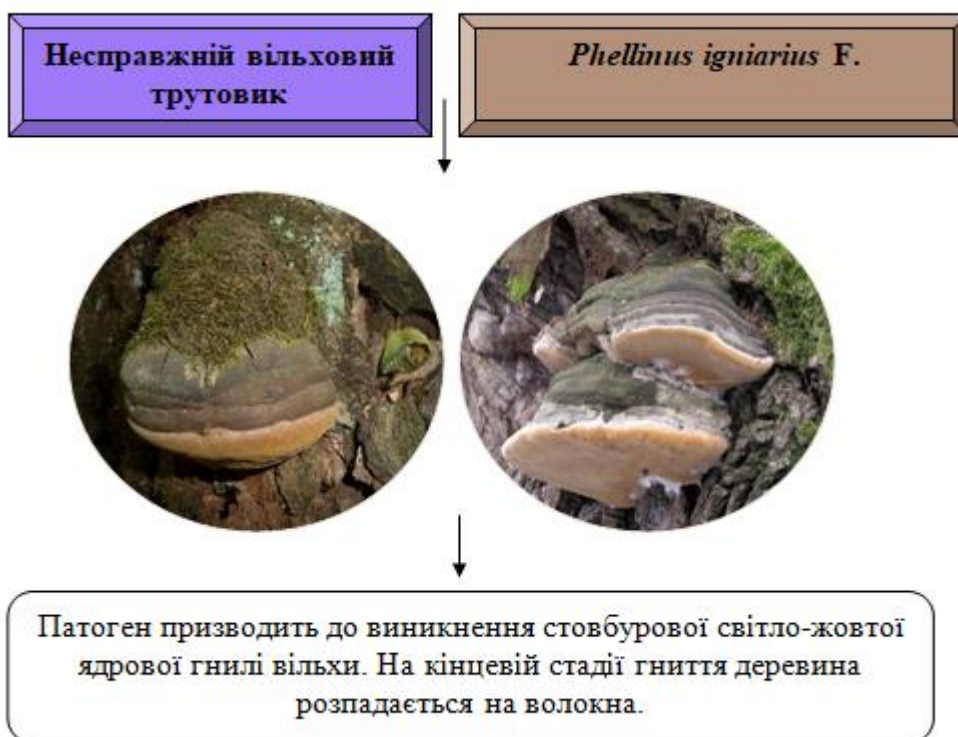 Несправжній вільховий
трутовик
Phellinus igniarius F.
Патоген призводить до виникнення стовбурової світло-жовтої
ядрової гнилі вільхи. На кінцевій стадії гниття деревина
розпадається на волокна.